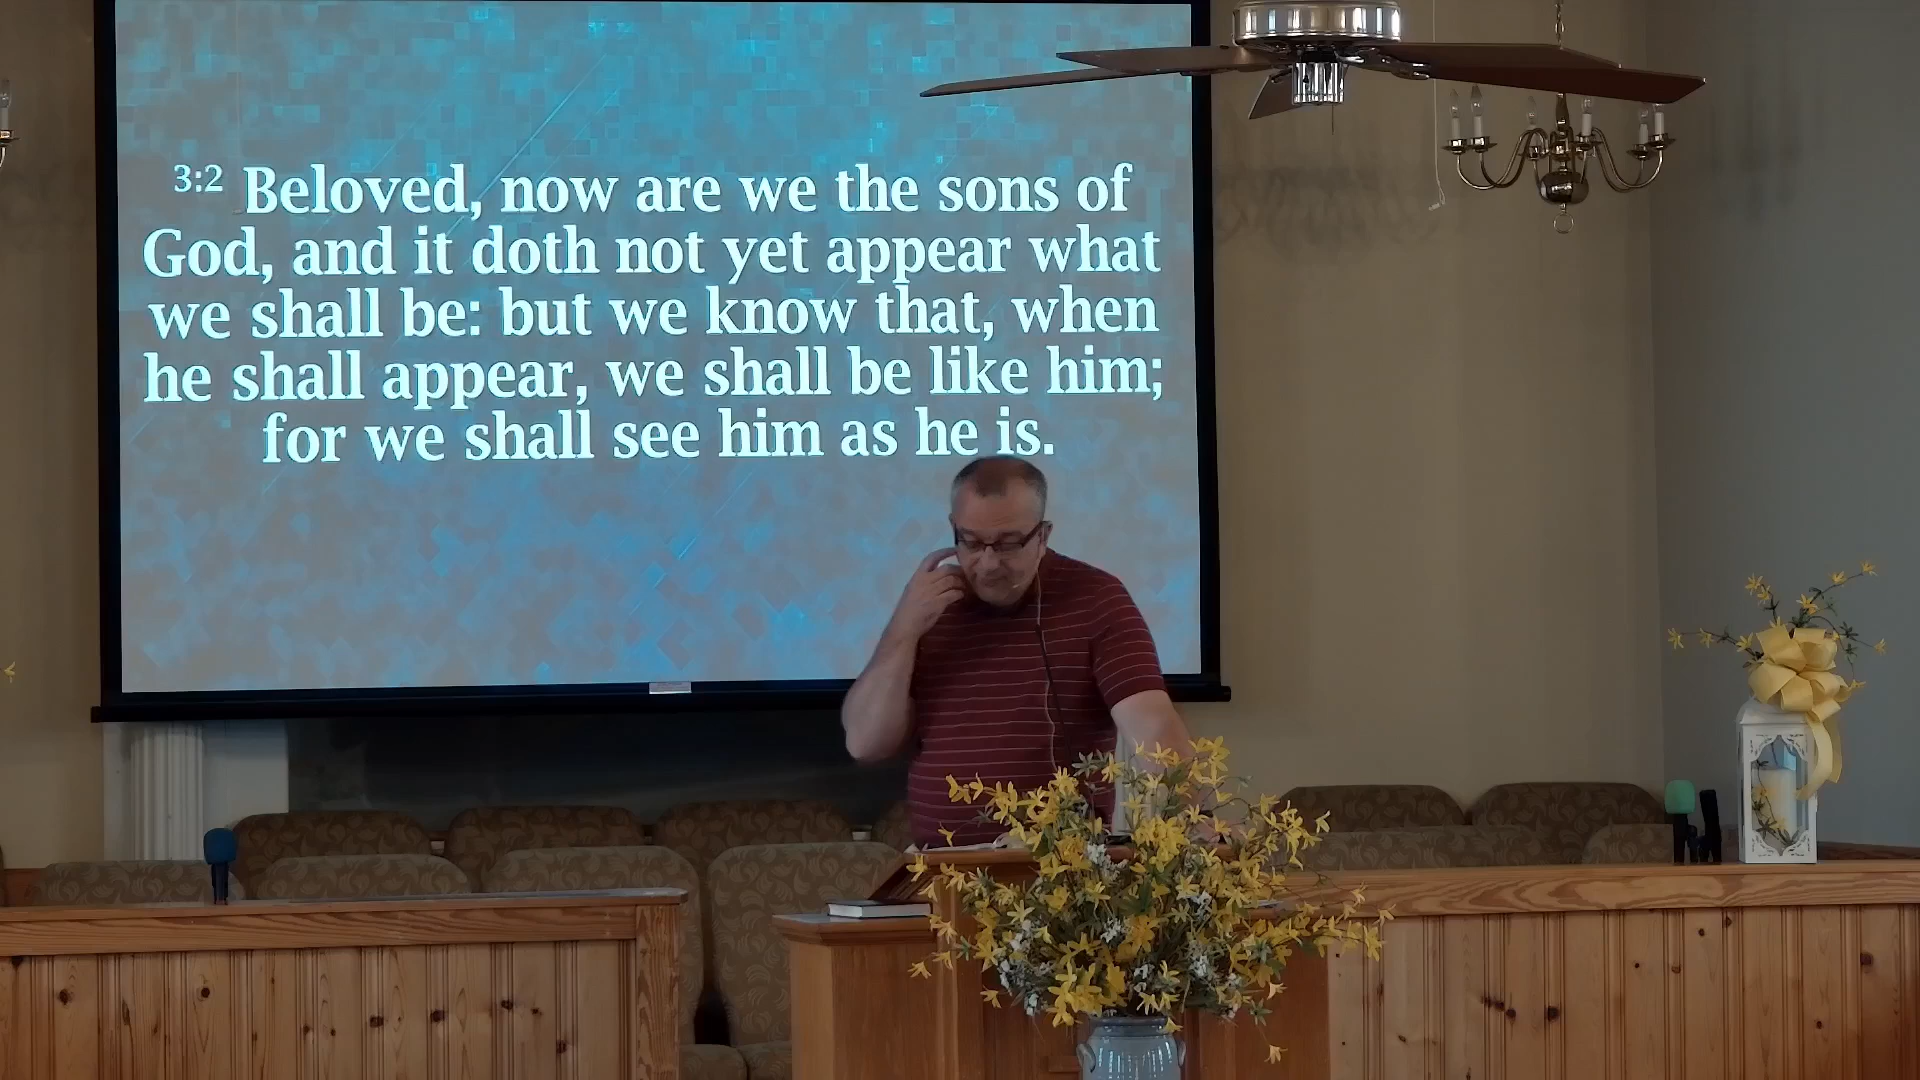 3:2 Beloved, now are we the sons of
God, and it doth not yet appear what
we shall be: but we know that, when
he shall appear, we shall be like him;
for we shall see him as he is.